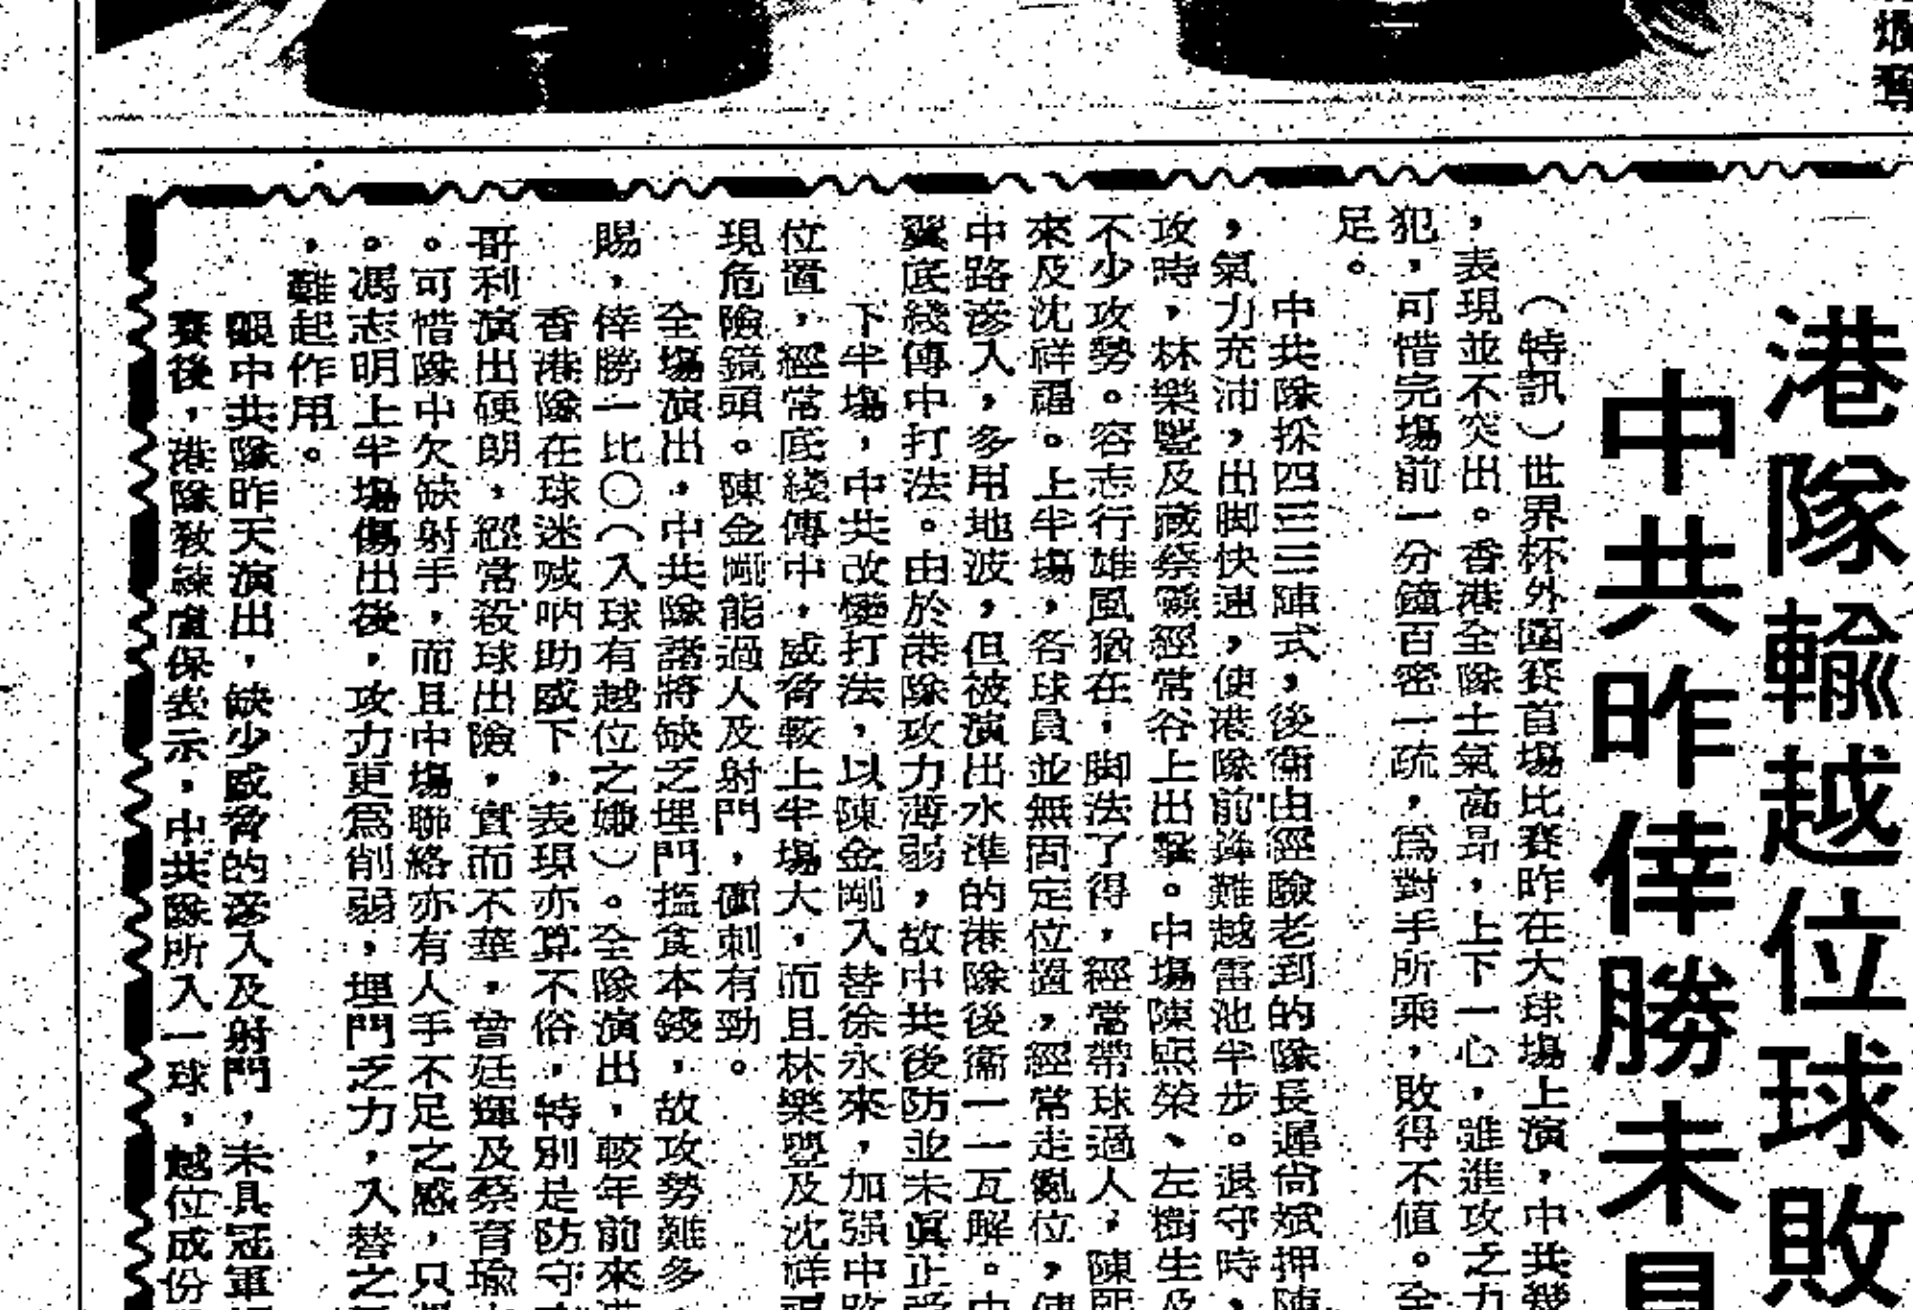 港隊輸越位球敗
中共昨倖勝未具
（特訊）世界杯外圍賽首場比賽昨在大球場上演，中共幾
，表現並不突出。香港全隊士氣高昂，上下一心，進進攻乏力
犯，可惜完場前一分鐘百密一疏，爲對手所乘，敗得不值。全
足。
中共隊採四三三陣式，後衞由經驗老到的隊長遲尙斌押陣
，氣力充沛，出脚快速，使港隊前鋒難越雷池半步。退守時，
攻時，林樂豐及蔵蔡經常谷上出擊。中場陳熙榮、左樹生及
不少攻勢。容志行雄風猶在，脚法了得，經常帶球過人，陳熙
來及沈祥福。上半場，各球員並無固定位置，經常走亂位，使
中路滲入，多用地波，但被演出水準的港隊後衞一一瓦解。中
翼底綫傳中打法。由於港隊攻力薄弱，故中共後防並未眞正受
下半場，中共改變打法，以陳金剛入替徐永來，加强中路
位置，經常底綫傳中，威脅較上半場大，而且林樂豐及沈祥福
現危險鏡頭。陳金剛能過人及射門，衝刺有勁。
全場演出，中共隊諸將缺乏埋門搵食本錢，故攻勢難多，
賜，倖勝一比〇（入球有越位之嫌）。全隊演出，較年前來港
香港隊在球迷喊吶助威下，表現亦算不俗，特別是防守
哥利演出硬朗，經常殺球出險，實而不華，曾廷輝及蔡育瑜
。可惜隊中欠缺射手，而且中場聯絡亦有人手不足之感，只
。馮志明上半場傷出後，攻力更爲削弱，埋門乏力，入替之
，難起作用。
觀中共隊昨天演出，缺少威脅的滲入及射門，未具冠軍
賽後，港隊敎練盧保表示，中共隊所入一球，越位成份